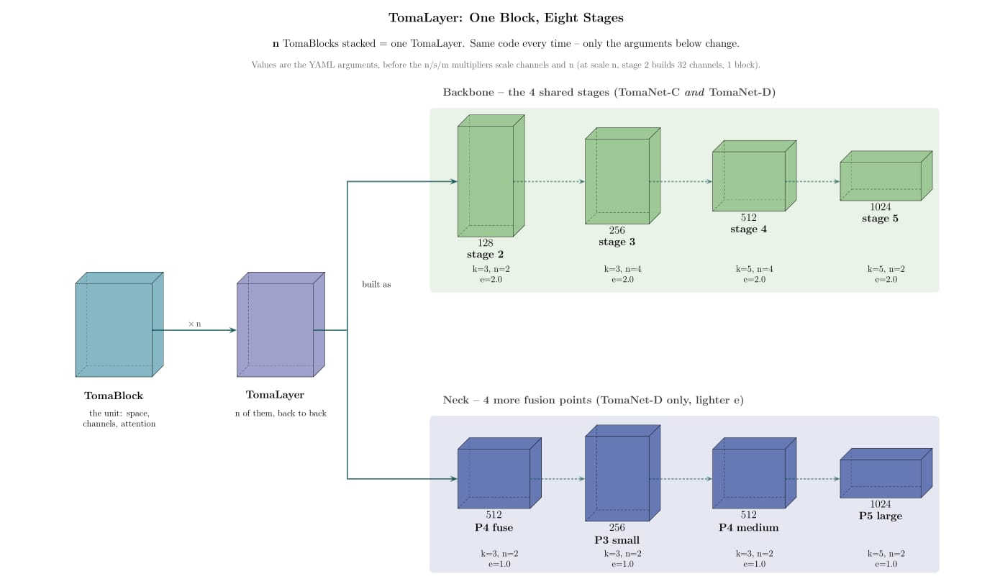 TomaLayer: One Block, Eight Stages
n TomaBlocks stacked = one TomaLayer. Same code every time – only the arguments below change.
Values are the YAML arguments, before the n/s/m multipliers scale channels and n (at scale n, stage 2 builds 32 channels, 1 block).
Backbone – the 4 shared stages (TomaNet-C and TomaNet-D)
128
stage 2
k=3, n=2
e=2.0
256
stage 3
k=3, n=4
e=2.0
512
stage 4
k=5, n=4
e=2.0
1024
stage 5
k=5, n=2
e=2.0
built as
× n
TomaBlock
the unit: space,
channels, attention
TomaLayer
n of them, back to back
Neck – 4 more fusion points (TomaNet-D only, lighter e)
512
P4 fuse
k=3, n=2
e=1.0
256
P3 small
k=3, n=2
e=1.0
512
P4 medium
k=3, n=2
e=1.0
1024
P5 large
k=5, n=2
e=1.0